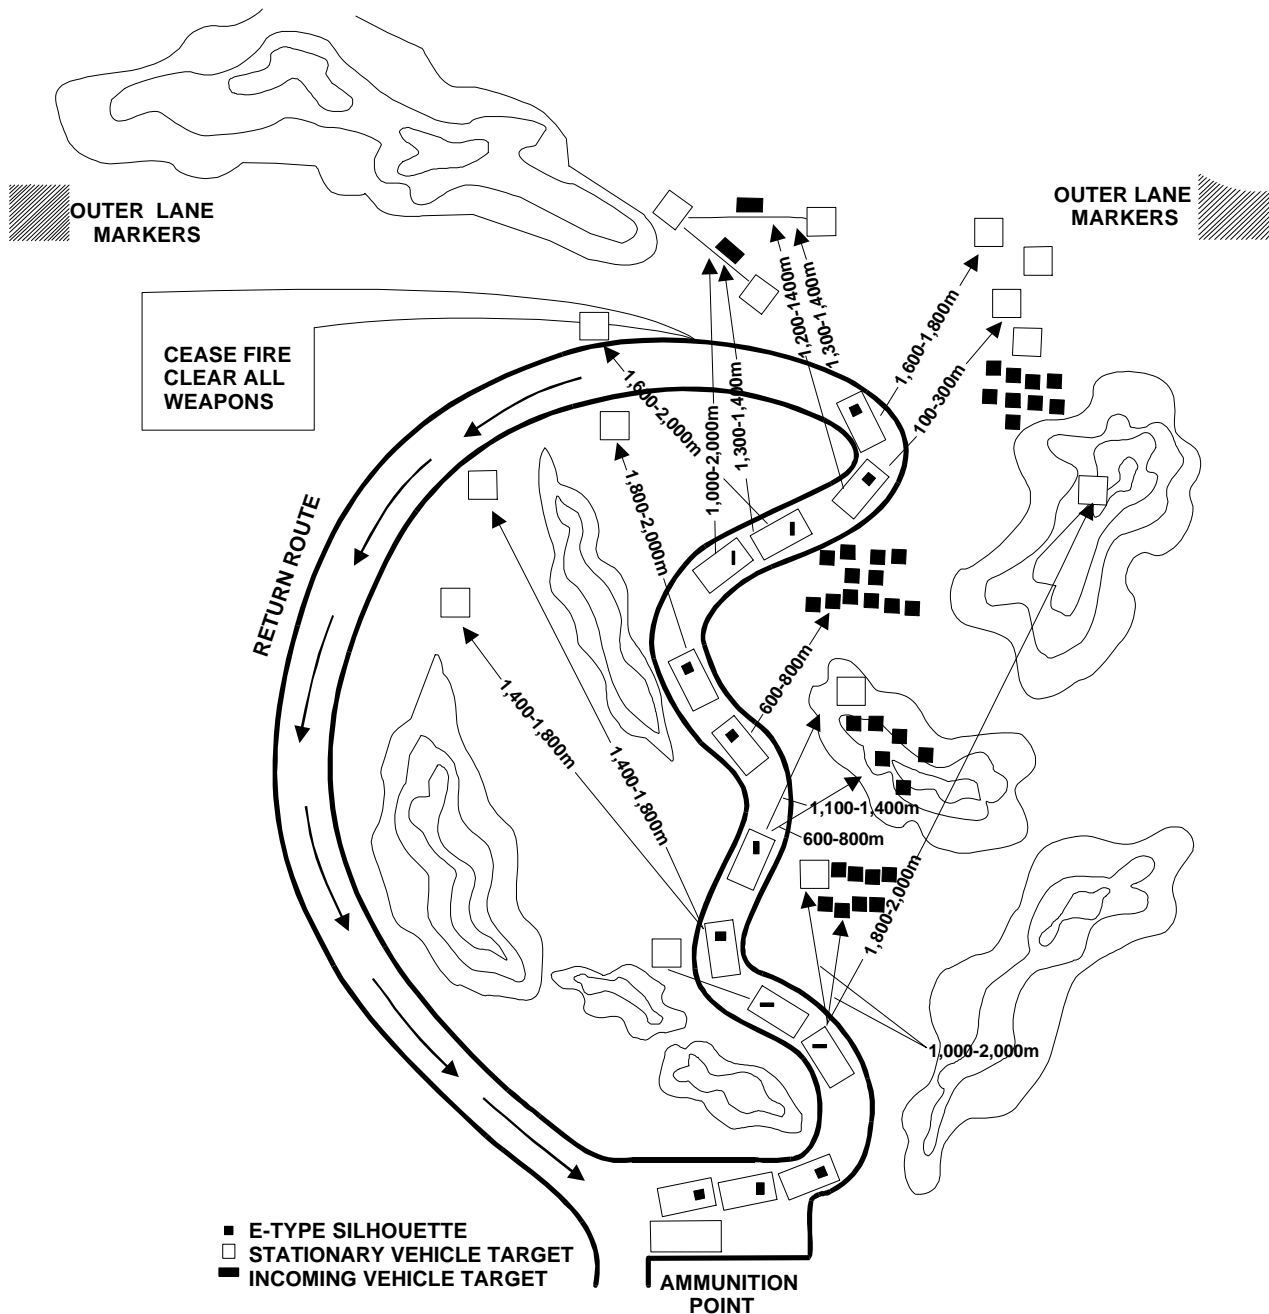 OUTER LANE
MARKERS
OUTER LANE
MARKERS
1,200-1400m
1,300-1,400m
1,600-1,800m
100-300m
CEASE FIRE
CLEAR ALL
WEAPONS
1,600-2,000m
1,000-2,000m
1,300-1,400m
1,800-2,000m
RETURN ROUTE
600-800m
1,400-1,800m
1,400-1,800m
1,100-1,400m
600-800m
1,800-2,000m
1,000-2,000m
E-TYPE SILHOUETTE
STATIONARY VEHICLE TARGET
INCOMING VEHICLE TARGET
AMMUNITION
POINT